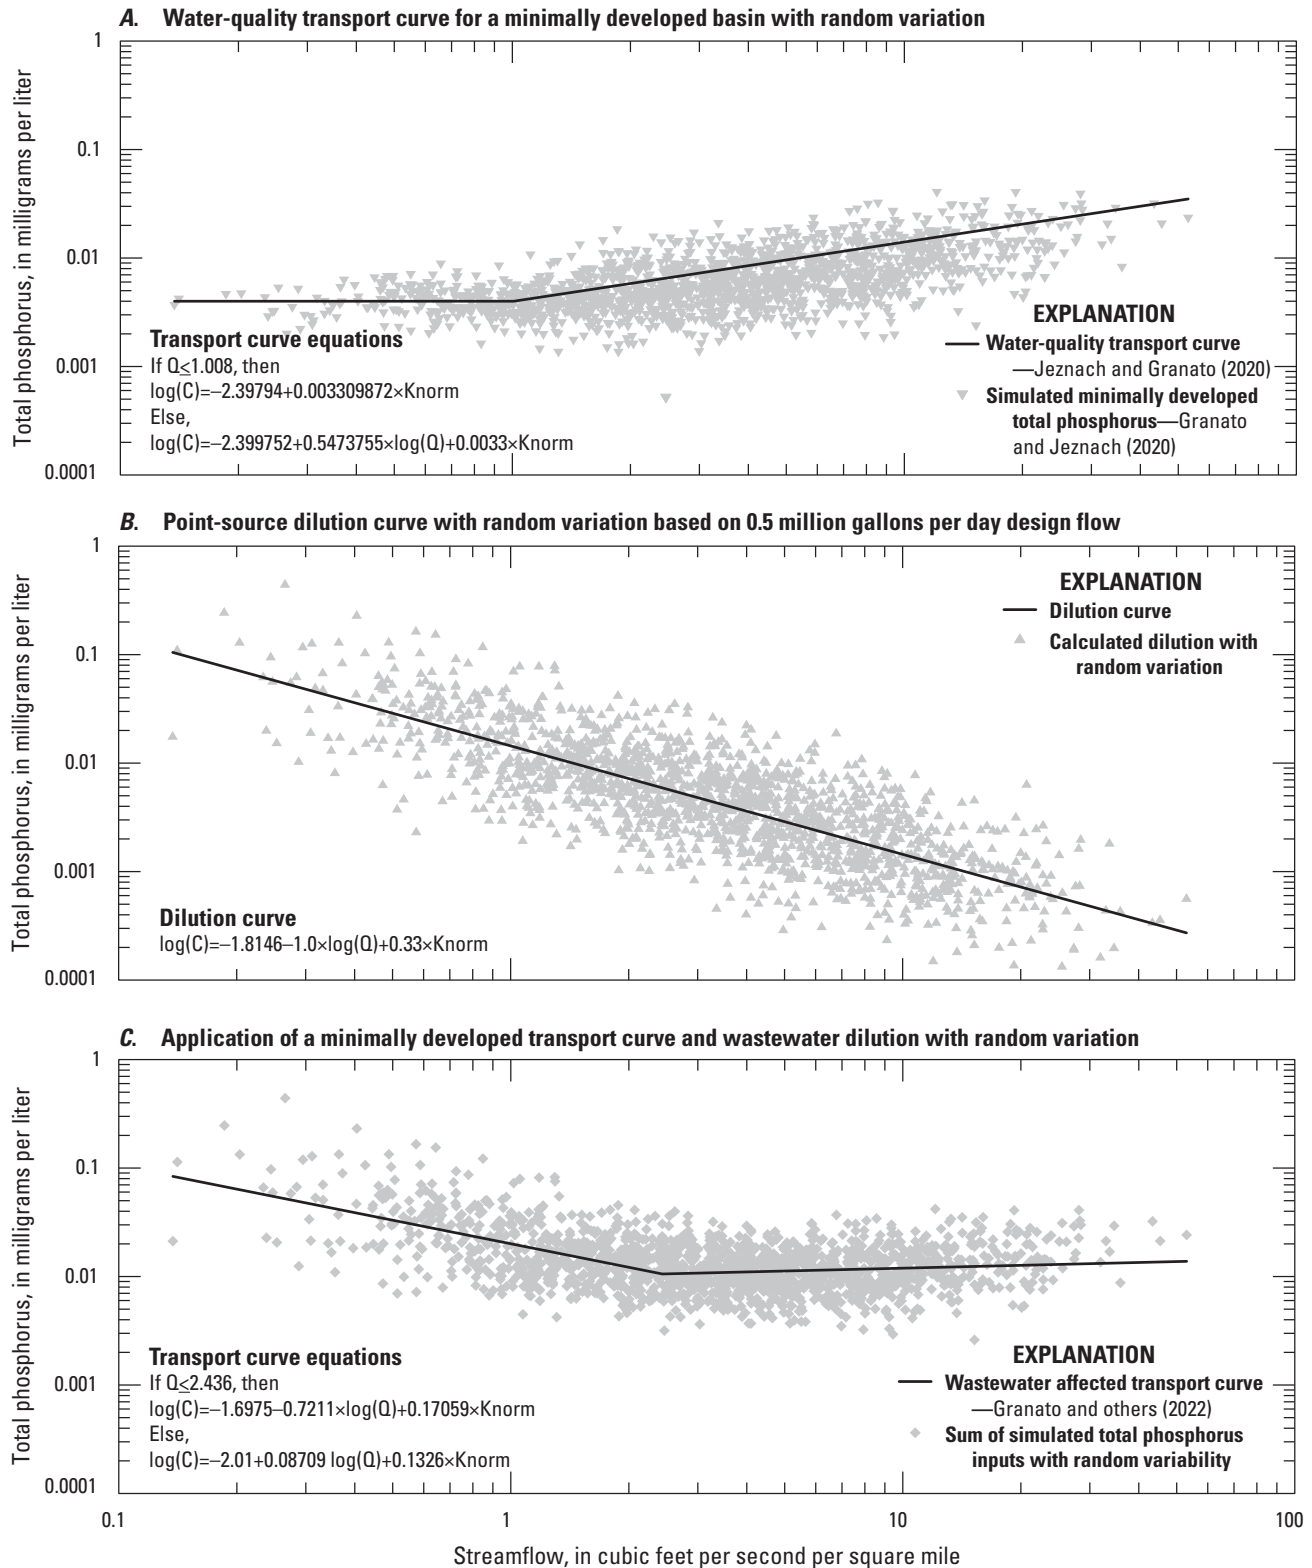 A. Water-quality transport curve for a minimally developed basin with random variation
Total phosphorus, in milligrams per liter
1
0.1
0.01
0.001
0.0001
Transport curve equations
If Q≤1.008, then
log(C)=–2.39794+0.003309872×Knorm
Else,
log(C)=–2.399752+0.5473755×log(Q)+0.0033×Knorm
EXPLANATION
Water-quality transport curve
—Jeznach and Granato (2020)
Simulated minimally developed
total phosphorus—Granato
and Jeznach (2020)
B. Point-source dilution curve with random variation based on 0.5 million gallons per day design flow
Total phosphorus, in milligrams per liter
1
0.1
0.01
0.001
0.0001
EXPLANATION
Dilution curve
Calculated dilution with
random variation
Dilution curve
log(C)=–1.8146–1.0×log(Q)+0.33×Knorm
C. Application of a minimally developed transport curve and wastewater dilution with random variation
Total phosphorus, in milligrams per liter
1
0.1
0.01
0.001
0.0001
Transport curve equations
If Q≤2.436, then
log(C)=–1.6975–0.7211×log(Q)+0.17059×Knorm
Else,
log(C)=–2.01+0.08709 log(Q)+0.1326×Knorm
EXPLANATION
Wastewater affected transport curve
—Granato and others (2022)
Sum of simulated total phosphorus
inputs with random variability
0.1 1 10 100
Streamflow, in cubic feet per second per square mile